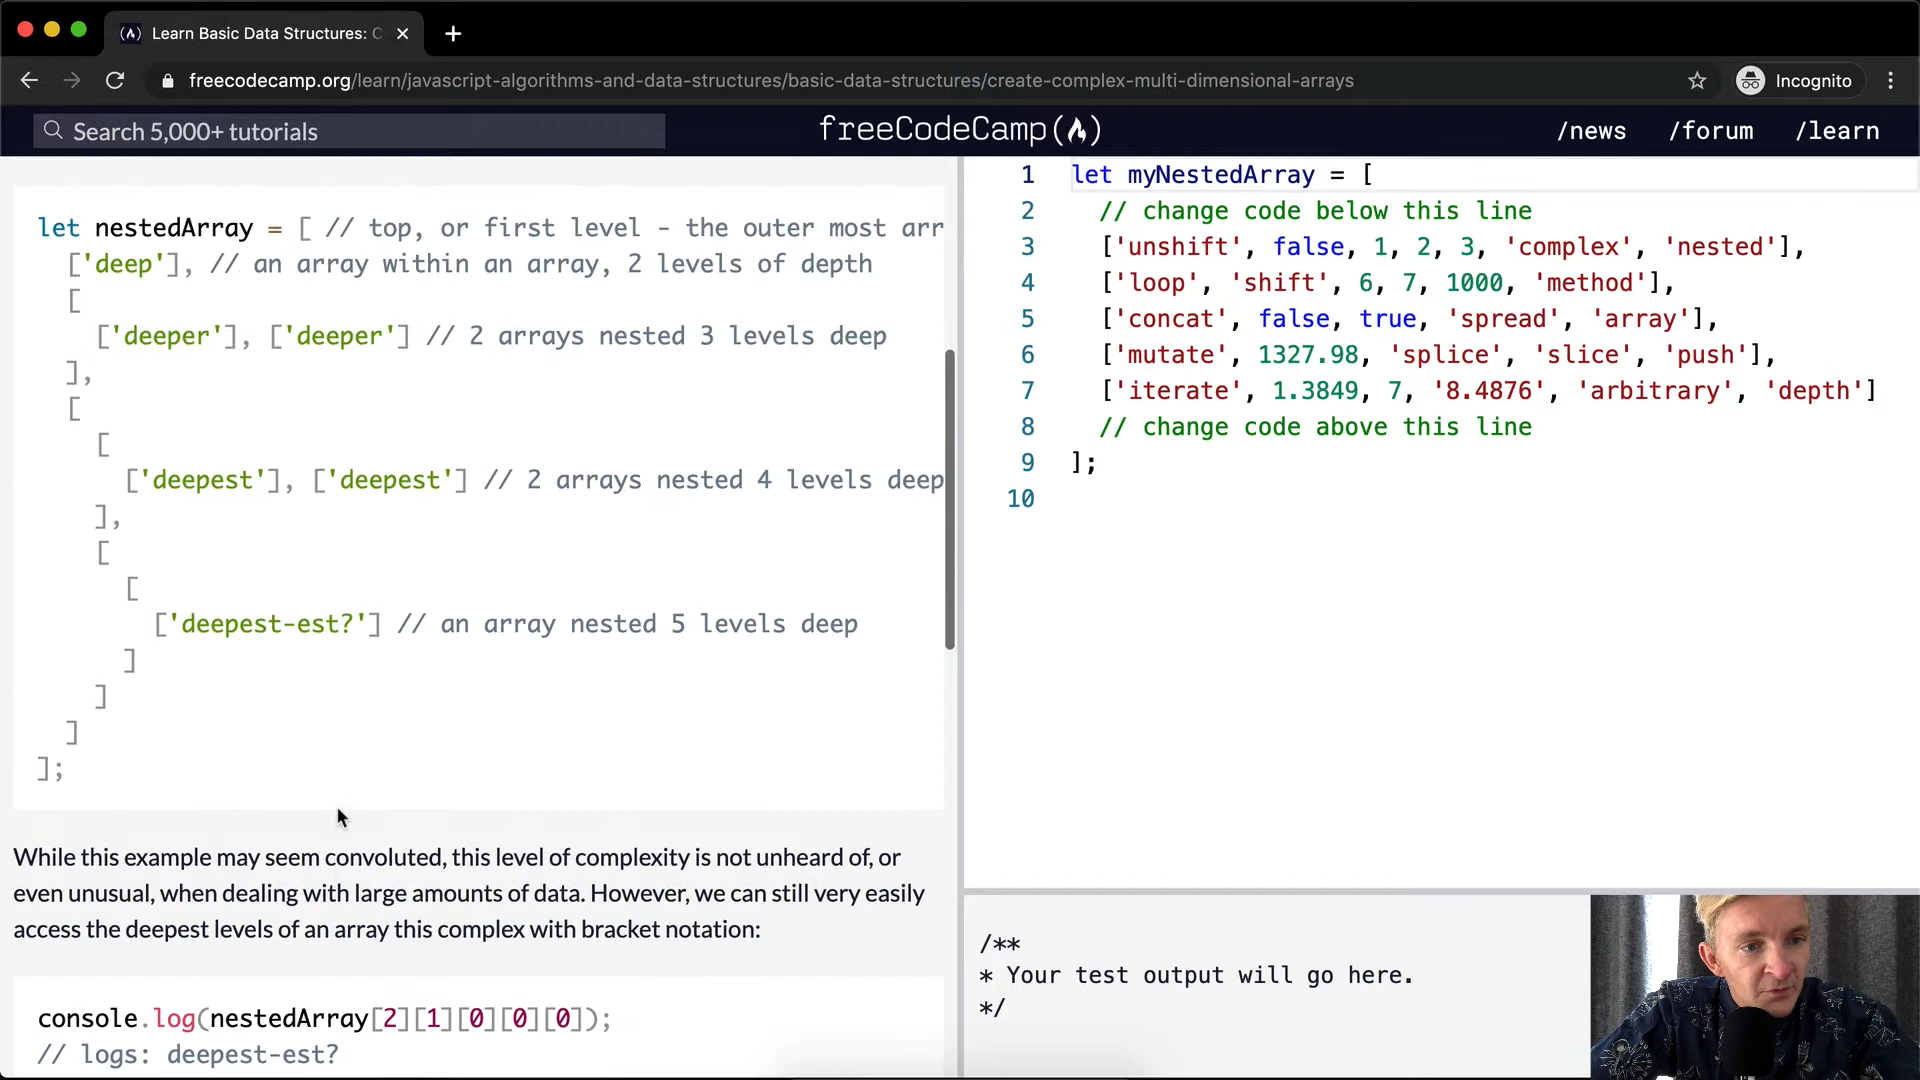 Learn Basic Data Structures: C
freecodecamp.org/learn/javascript-algorithms-and-data-structures/basic-data-structures/create-complex-multi-dimensional-arrays
Incognito
Search 5,000+ tutorials
freeCodeCamp
/news
/forum
/learn
let nestedArray = [ // top, or first level - the outer most arr
['deep'], // an array within an array, 2 levels of depth
[
['deeper'], ['deeper'] // 2 arrays nested 3 levels deep
],
[
[
['deepest'], ['deepest'] // 2 arrays nested 4 levels deep
],
[
[
['deepest-est?'] // an array nested 5 levels deep
]
]
]
];
While this example may seem convoluted, this level of complexity is not unheard of, or
even unusual, when dealing with large amounts of data. However, we can still very easily
access the deepest levels of an array this complex with bracket notation:
console.log(nestedArray[2][1][0][0][0]);
// logs: deepest-est?
1 let myNestedArray = [
2 // change code below this line
3 ['unshift', false, 1, 2, 3, 'complex', 'nested'],
4 ['loop', 'shift', 6, 7, 1000, 'method'],
5 ['concat', false, true, 'spread', 'array'],
6 ['mutate', 1327.98, 'splice', 'slice', 'push'],
7 ['iterate', 1.3849, 7, '8.4876', 'arbitrary', 'depth']
8 // change code above this line
9 ];
10
/**
* Your test output will go here.
*/